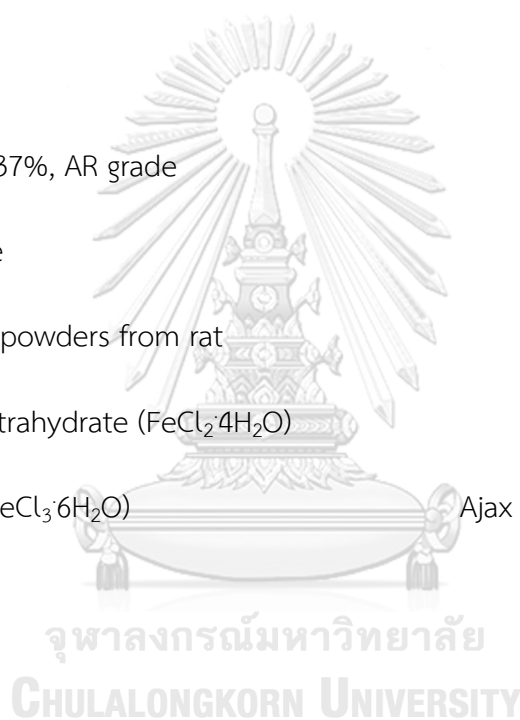 37%, AR grade
e
powders from rat
trahydrate (FeCl₂·4H₂O)
eCl₃·6H₂O) Ajax
จุฬาลงกรณ์มหาวิทยาลัย
CHULALONGKORN UNIVERSITY